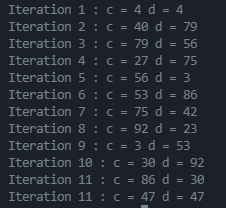 Iteration 1 : c = 4 d = 4
Iteration 2 : c = 40 d = 79
Iteration 3 : c = 79 d = 56
Iteration 4 : c = 27 d = 75
Iteration 5 : c = 56 d = 3
Iteration 6 : c = 53 d = 86
Iteration 7 : c = 75 d = 42
Iteration 8 : c = 92 d = 23
Iteration 9 : c = 3 d = 53
Iteration 10 : c = 30 d = 92
Iteration 11 : c = 86 d = 30
Iteration 11 : c = 47 d = 47